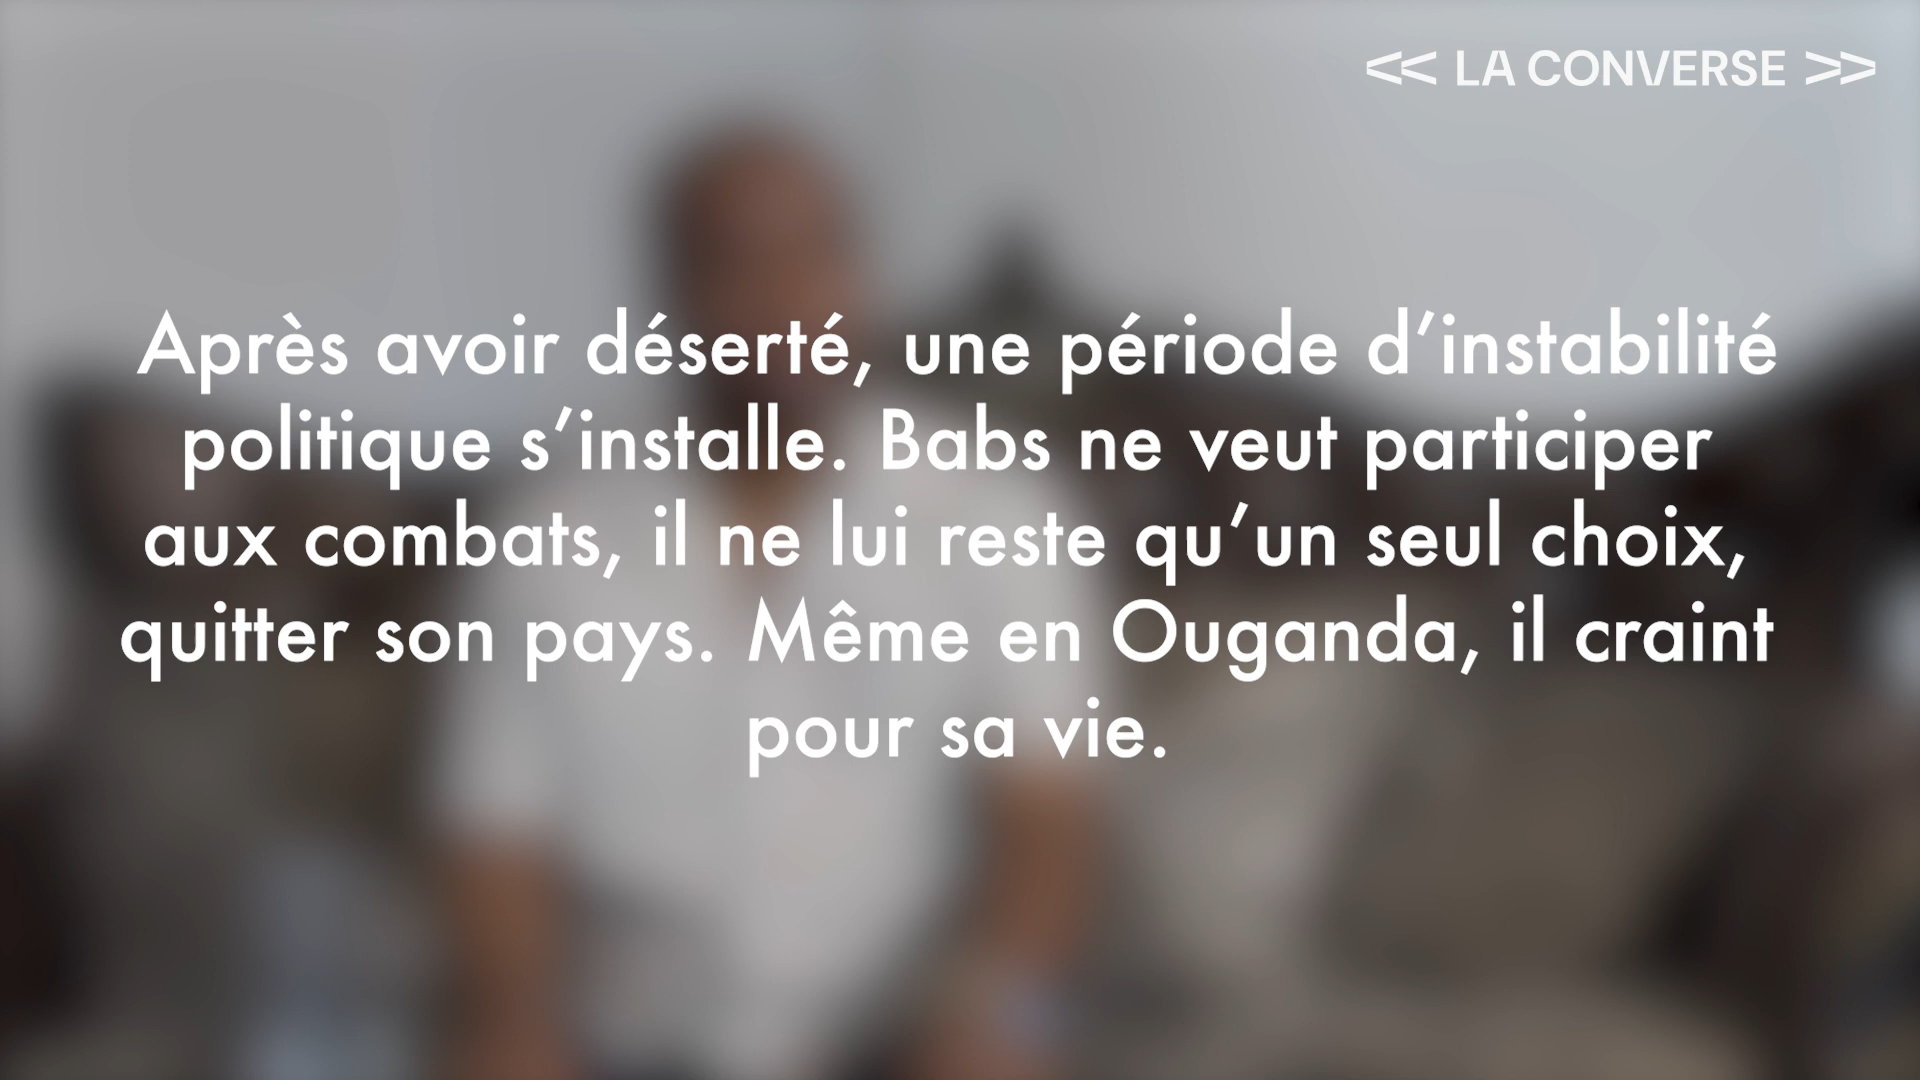 << LA CONVERSE >>
Après avoir déserté, une période d’instabilité
politique s’installe. Babs ne veut participer
aux combats, il ne lui reste qu’un seul choix,
quitter son pays. Même en Ouganda, il craint
pour sa vie.